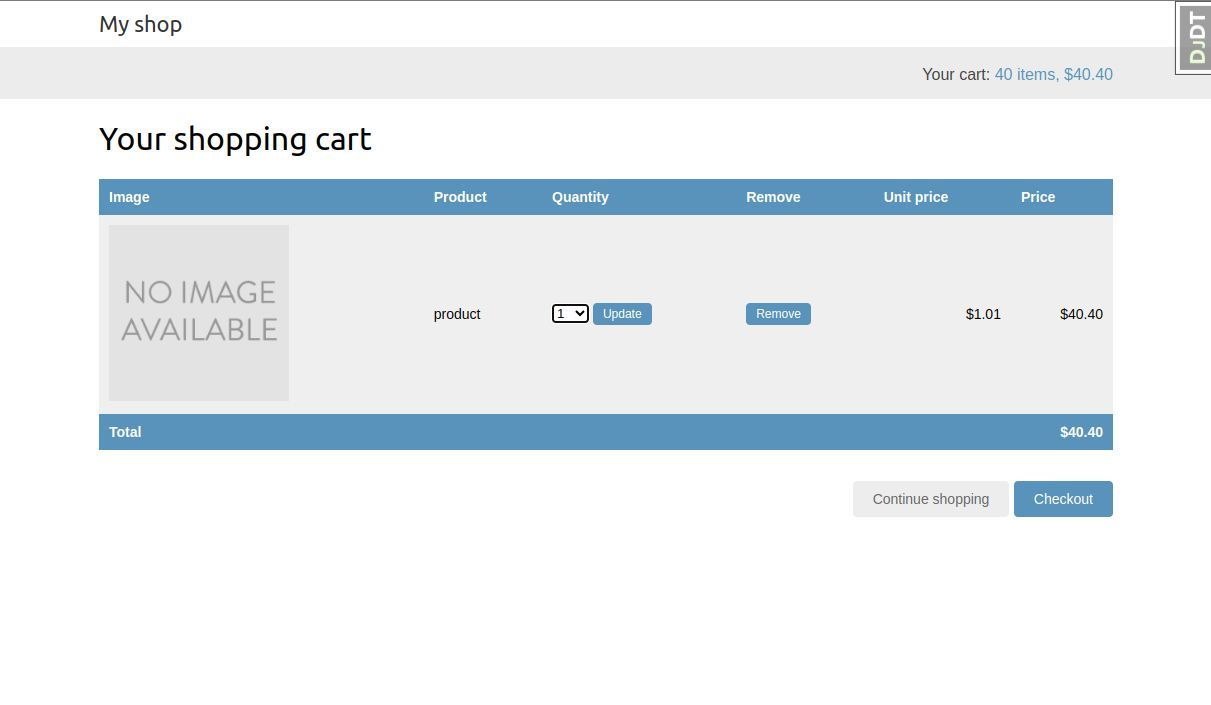 My shop
DJDT
Your cart: 40 items, $40.40
Your shopping cart
Image Product Quantity Remove Unit price Price
NO IMAGE
AVAILABLE
product 1 Update Remove $1.01 $40.40
Total $40.40
Continue shopping Checkout